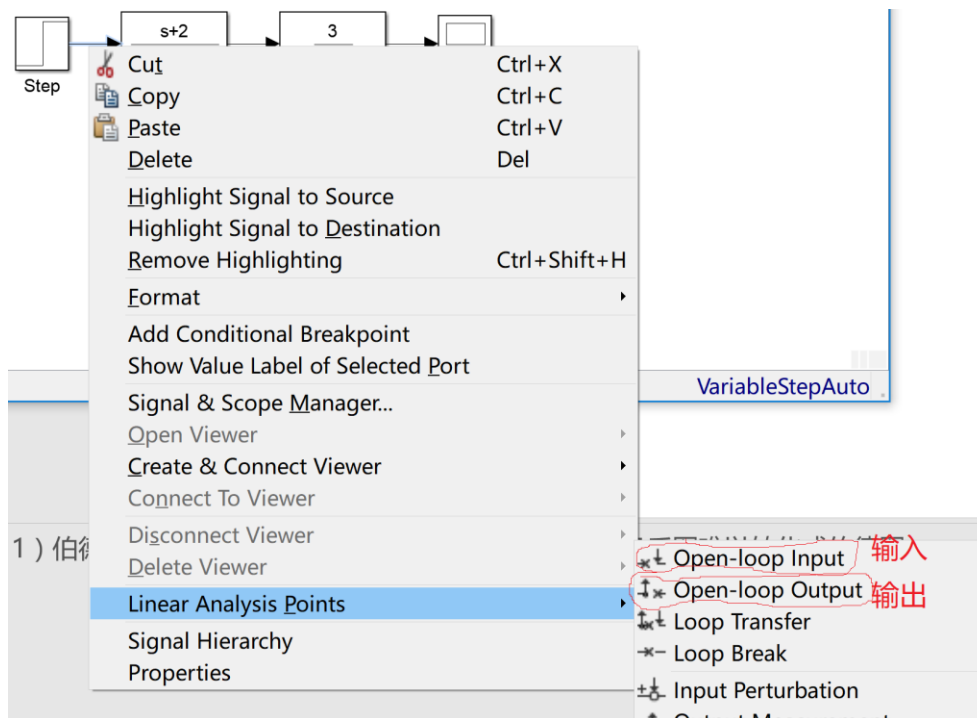 s+2
3
Step
Cut Ctrl+X
Copy Ctrl+C
Paste Ctrl+V
Delete Del
Highlight Signal to Source
Highlight Signal to Destination
Remove Highlighting Ctrl+Shift+H
Format
Add Conditional Breakpoint
Show Value Label of Selected Port
VariableStepAuto
Signal & Scope Manager...
Open Viewer
Create & Connect Viewer
Connect To Viewer
Disconnect Viewer
1）伯
Delete Viewer
Linear Analysis Points
Signal Hierarchy
Properties
Open-loop Input 输入
Open-loop Output 输出
Loop Transfer
Loop Break
Input Perturbation